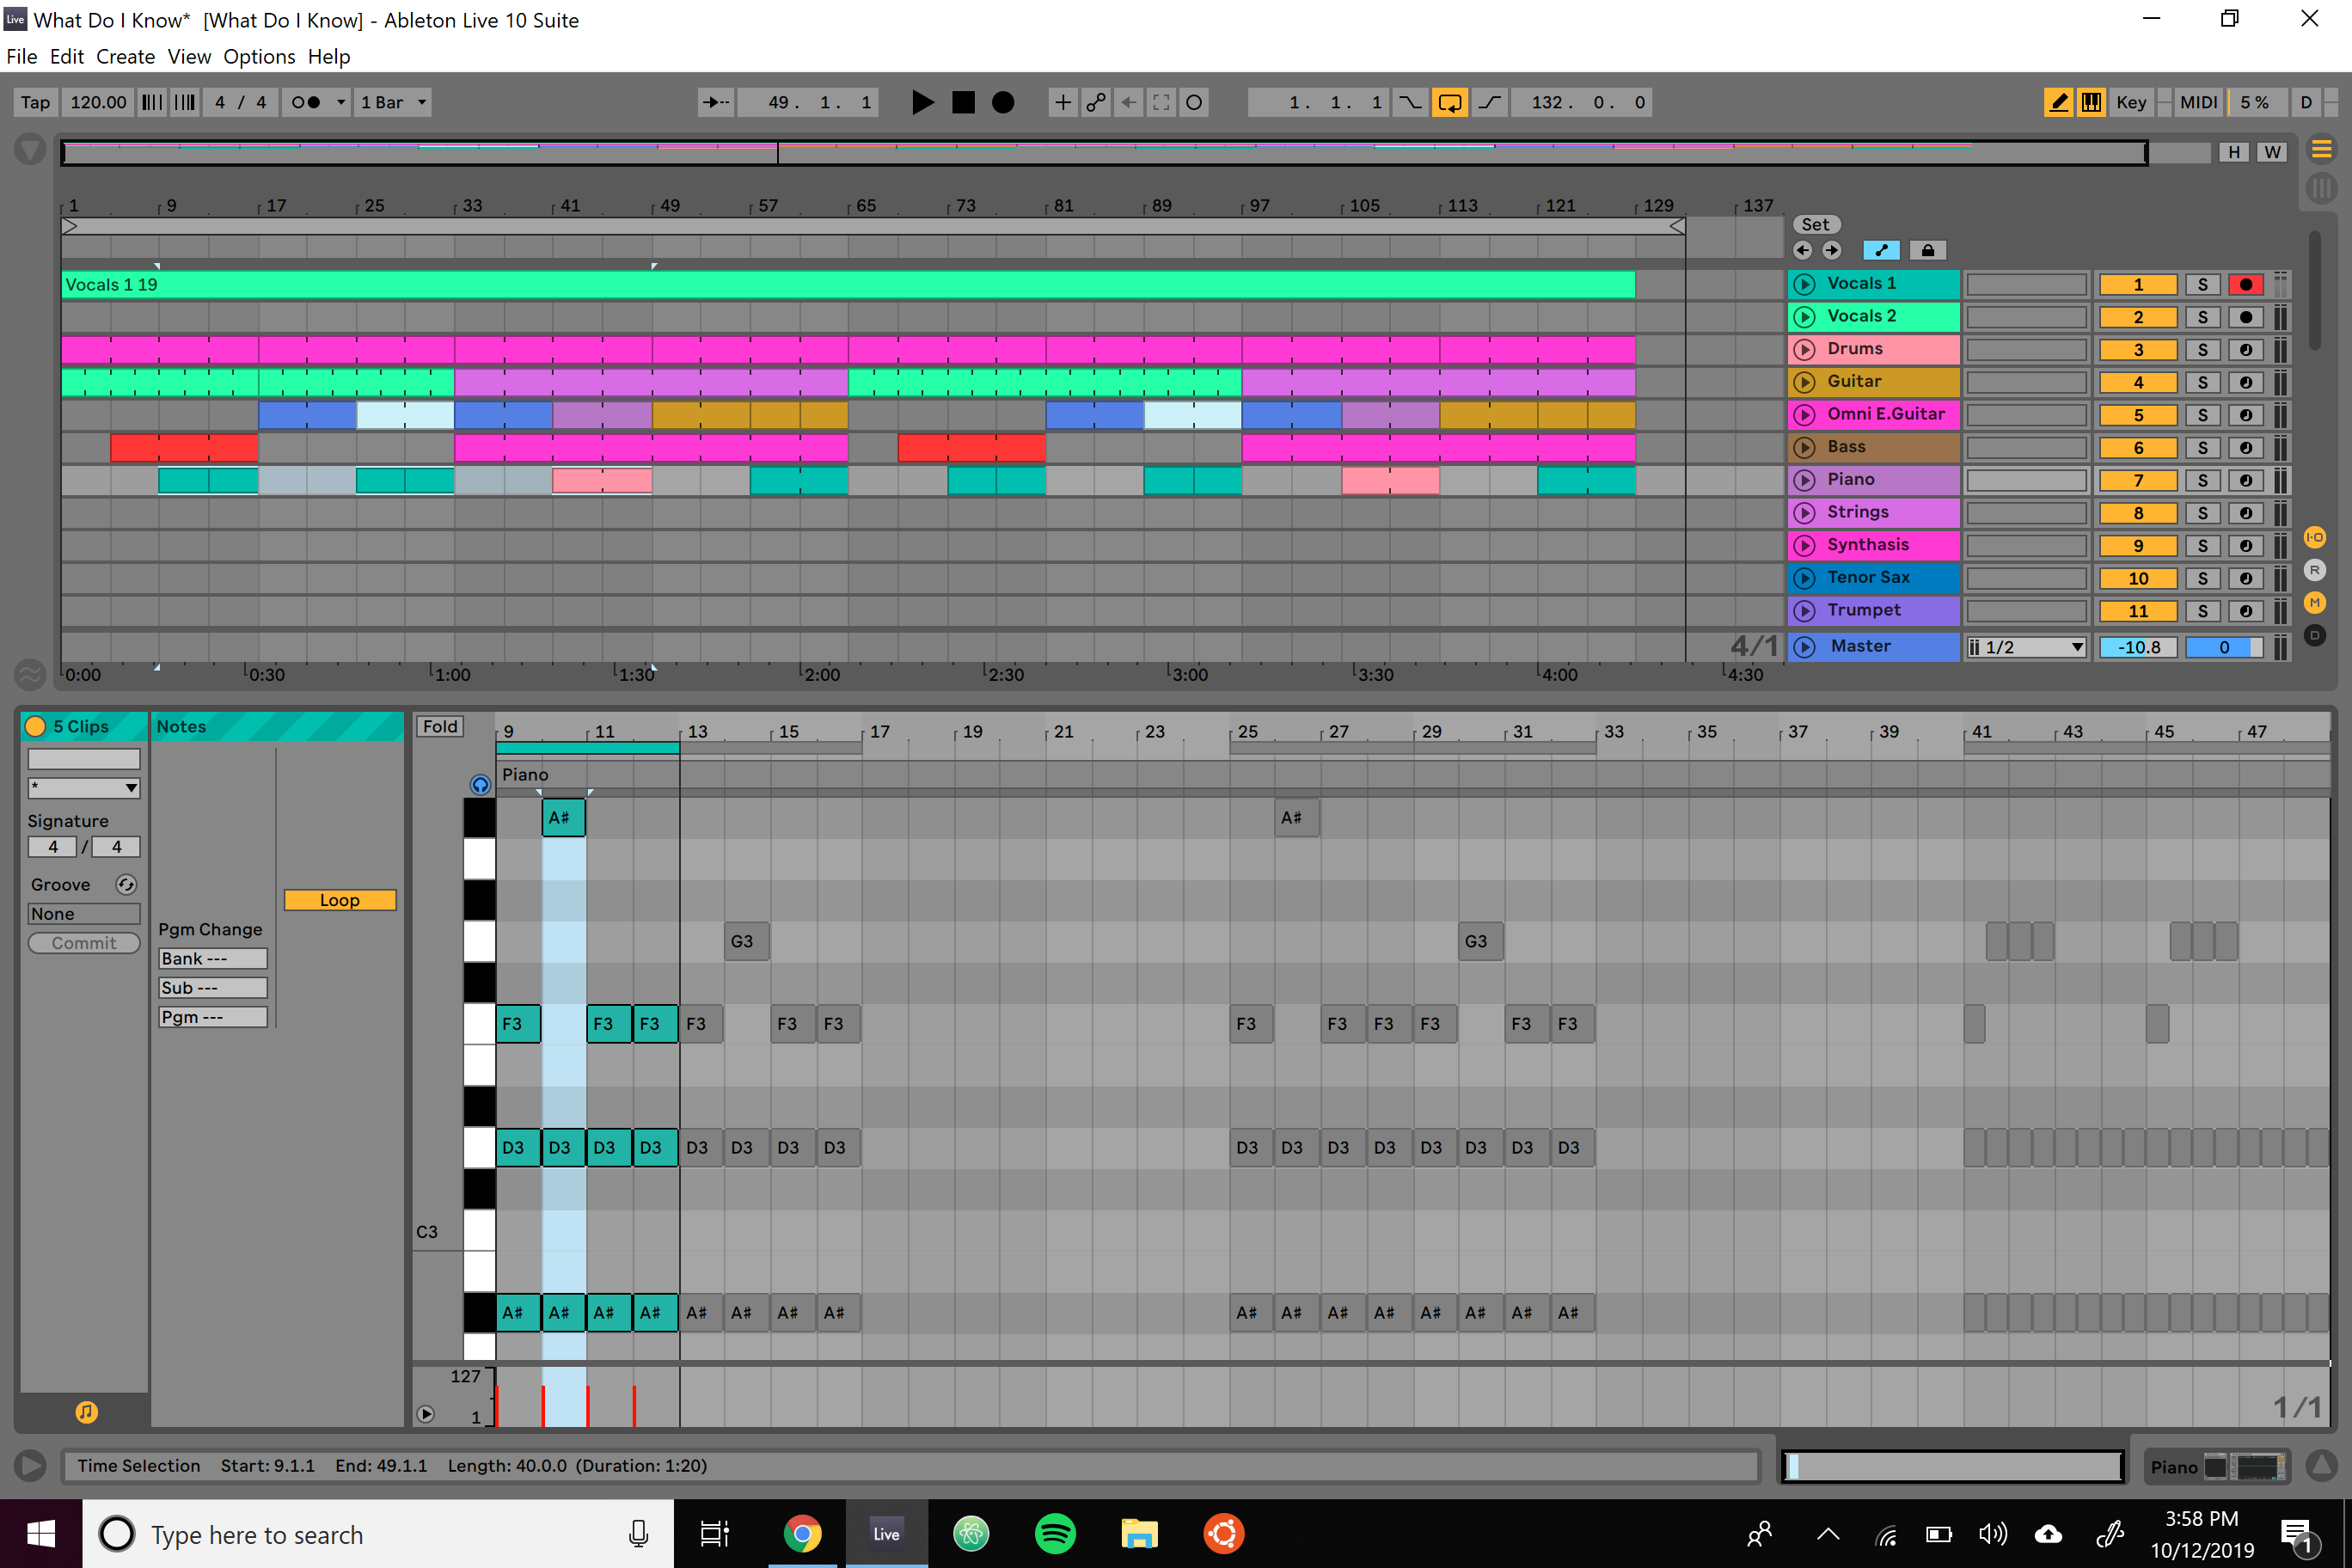 What Do I Know* [What Do I Know] - Ableton Live 10 Suite
File Edit Create View Options Help
Tap 120.00 4 / 4 1 Bar 49. 1. 1 1. 1. 1 132. 0. 0 Key MIDI 5 % D
H W
1 9 17 25 33 41 49 57 65 73 81 89 97 105 113 121 129 137
Set
Vocals 1 19
Vocals 1 1 S
Vocals 2 2 S
Drums 3 S
Guitar 4 S
Omni E.Guitar 5 S
Bass 6 S
Piano 7 S
Strings 8 S
Synthasis 9 S
Tenor Sax 10 S
Trumpet 11 S
I·O
R
M
D
4/1 Master 1/2 -10.8 0
0:00 0:30 1:00 1:30 2:00 2:30 3:00 3:30 4:00 4:30
5 Clips Notes Fold 9 11 13 15 17 19 21 23 25 27 29 31 33 35 37 39 41 43 45 47
Piano
*
Signature
4 / 4
Groove
None
Commit
Loop
Pgm Change
Bank ---
Sub ---
Pgm ---
A# A#
G3 G3
F3 F3 F3 F3 F3 F3 F3 F3 F3 F3 F3 F3
D3 D3 D3 D3 D3 D3 D3 D3 D3 D3 D3 D3 D3 D3 D3 D3
C3
A# A# A# A# A# A# A# A# A# A# A# A# A# A# A# A#
127
1
1/1
Time Selection Start: 9.1.1 End: 49.1.1 Length: 40.0.0 (Duration: 1:20)
Piano
Type here to search
Live
3:58 PM
10/12/2019
1